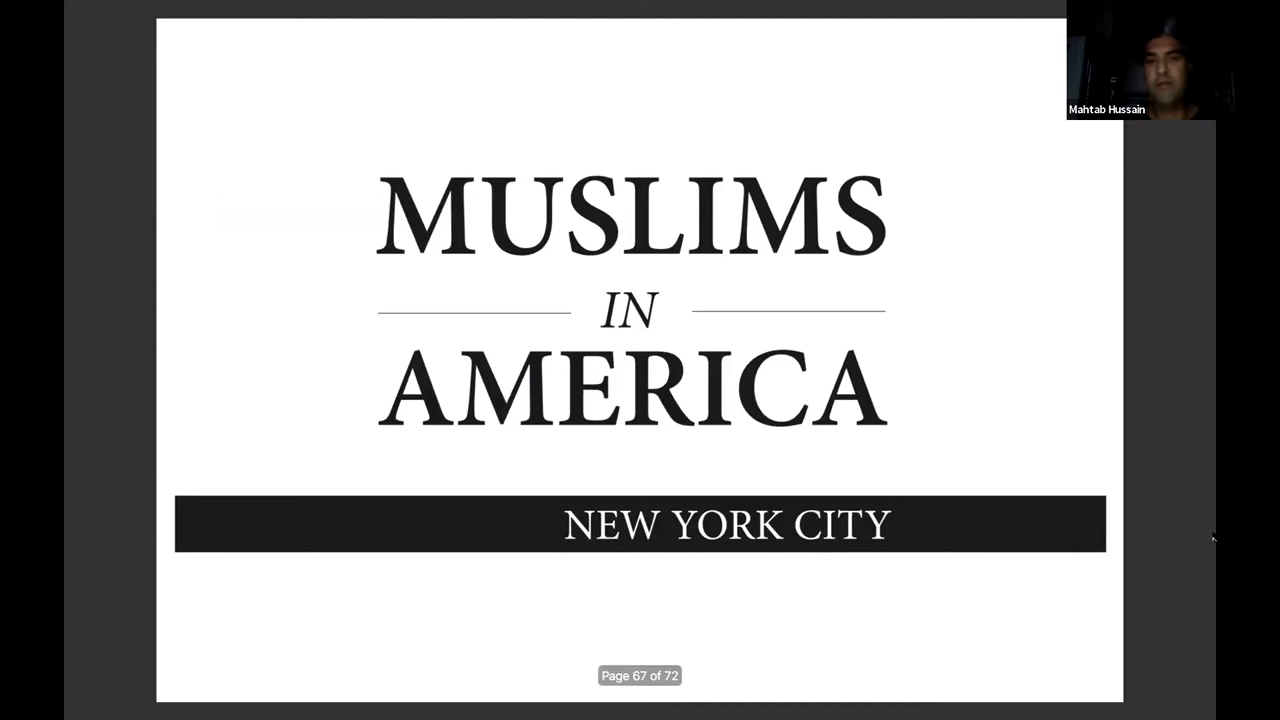 Mahtab Hussain
MUSLIMS
IN
AMERICA
NEW YORK CITY
Page 67 of 72